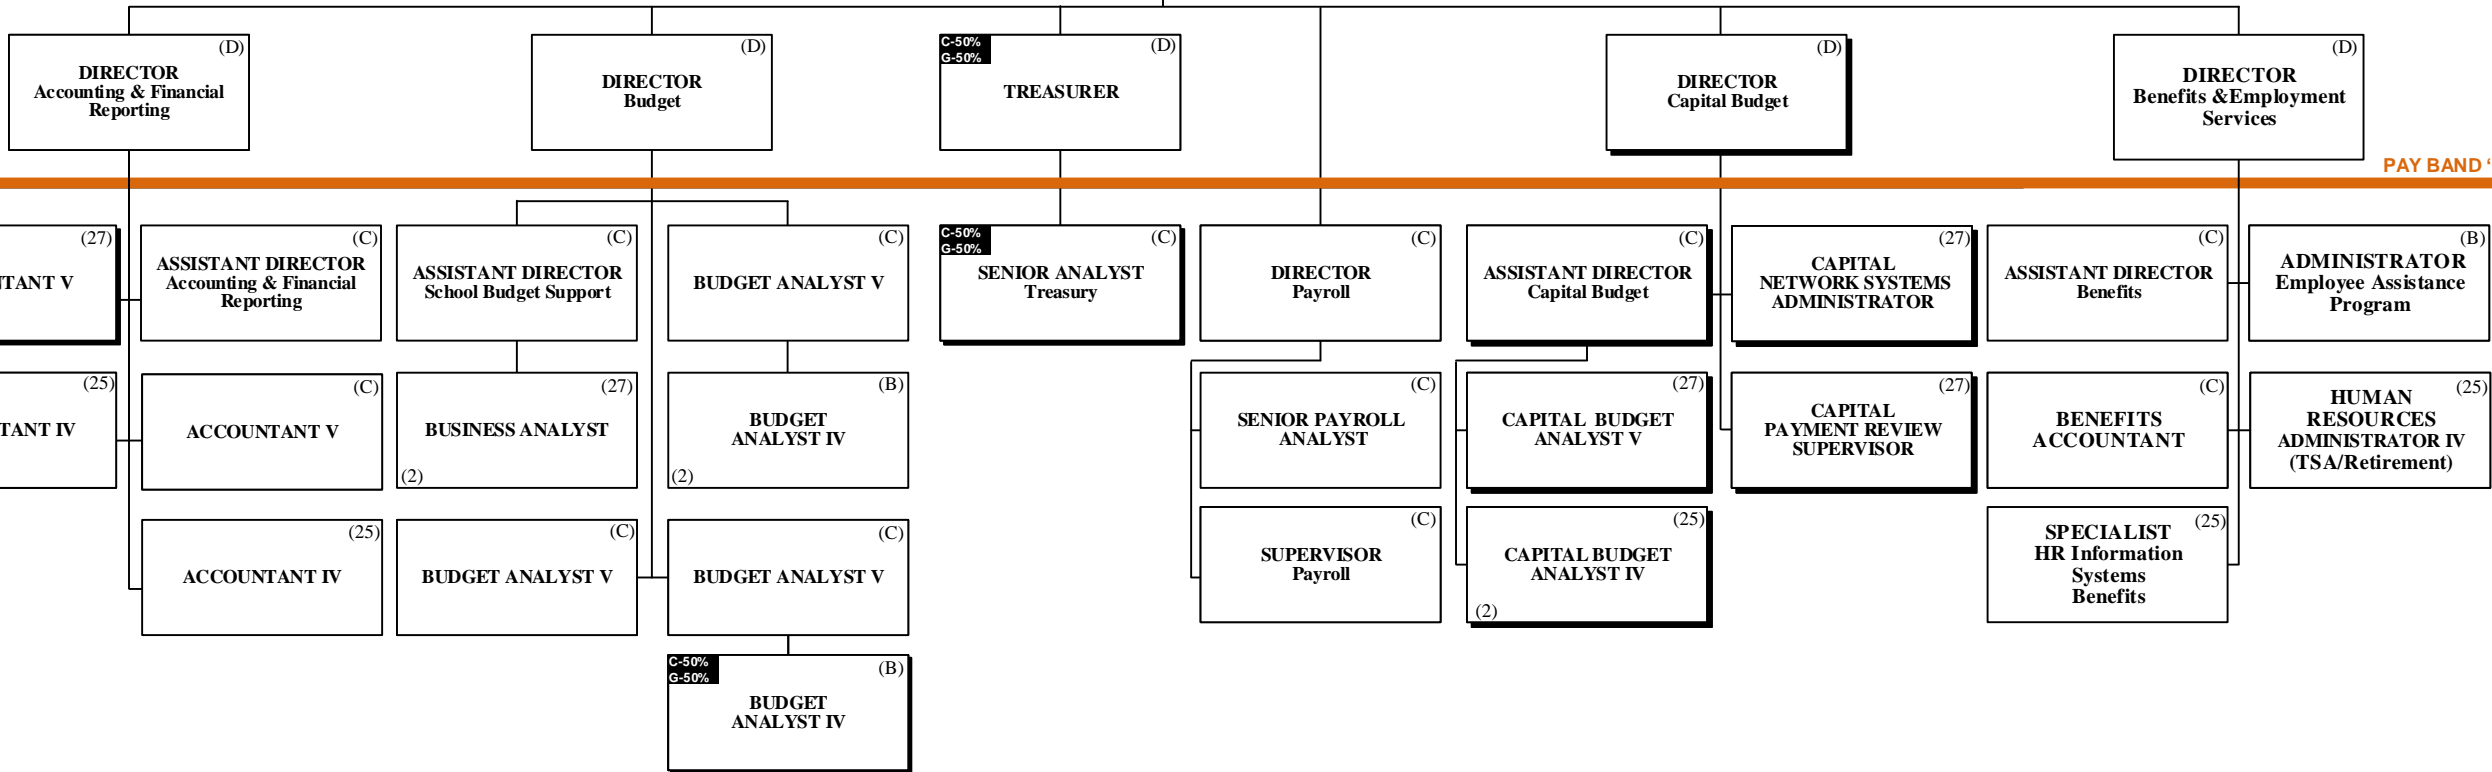 (D)
DIRECTOR
Accounting & Financial
Reporting
(D)
DIRECTOR
Budget
C-50%
G-50%
(D)
TREASURER
(D)
DIRECTOR
Capital Budget
(D)
DIRECTOR
Benefits &Employment
Services
PAY BAND ‘
(27)
TANT V
(C)
ASSISTANT DIRECTOR
Accounting & Financial
Reporting
(C)
ASSISTANT DIRECTOR
School Budget Support
(C)
BUDGET ANALYST V
C-50%
G-50%
(C)
SENIOR ANALYST
Treasury
(C)
DIRECTOR
Payroll
(C)
ASSISTANT DIRECTOR
Capital Budget
(27)
CAPITAL
NETWORK SYSTEMS
ADMINISTRATOR
(C)
ASSISTANT DIRECTOR
Benefits
(B)
ADMINISTRATOR
Employee Assistance
Program
(25)
TANT IV
(C)
ACCOUNTANT V
(27)
BUSINESS ANALYST
(2)
(B)
BUDGET
ANALYST IV
(2)
(C)
SENIOR PAYROLL
ANALYST
(27)
CAPITAL BUDGET
ANALYST V
(27)
CAPITAL
PAYMENT REVIEW
SUPERVISOR
(C)
BENEFITS
ACCOUNTANT
(25)
HUMAN
RESOURCES
ADMINISTRATOR IV
(TSA/Retirement)
(25)
ACCOUNTANT IV
(C)
BUDGET ANALYST V
(C)
BUDGET ANALYST V
(C)
SUPERVISOR
Payroll
(25)
CAPITAL BUDGET
ANALYST IV
(2)
(25)
SPECIALIST
HR Information
Systems
Benefits
C-50%
G-50%
(B)
BUDGET
ANALYST IV